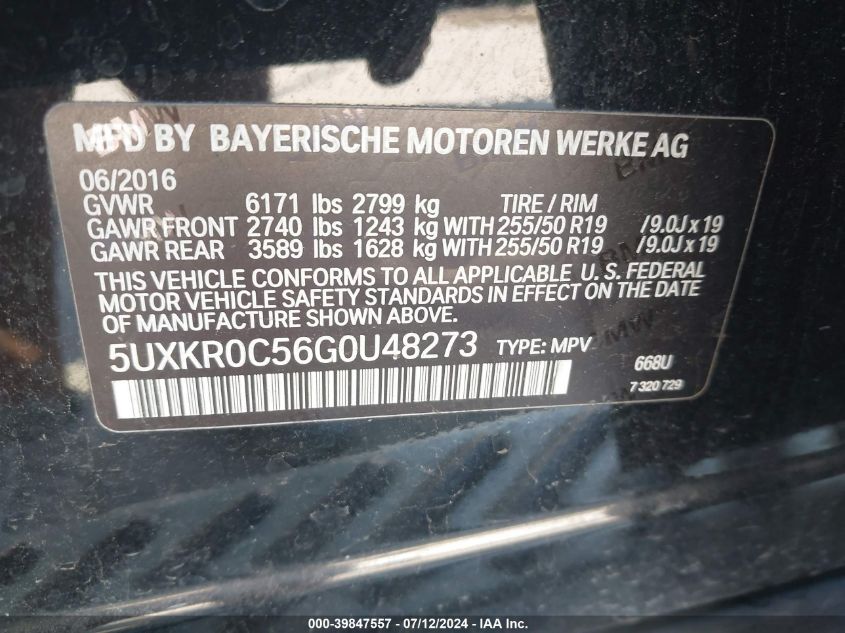 MFD BY BAYERISCHE MOTOREN WERKE AG
06/2016
GVWR 6171 lbs 2799 kg TIRE / RIM
GAWR FRONT 2740 lbs 1243 kg WITH 255/50 R19 /9.0J x 19
GAWR REAR 3589 lbs 1628 kg WITH 255/50 R19 /9.0J x 19
THIS VEHICLE CONFORMS TO ALL APPLICABLE U. S. FEDERAL
MOTOR VEHICLE SAFETY STANDARDS IN EFFECT ON THE DATE
OF MANUFACTURE SHOWN ABOVE.
5UXKR0C56G0U48273 TYPE: MPV 668U
7 320 729
000-39847557 - 07/12/2024 - IAA Inc.